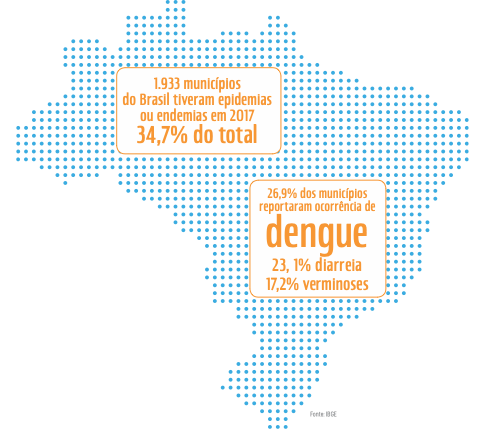 1.933 municípios
do Brasil tiveram epidemias
ou endemias em 2017
34,7% do total
26,9% dos municípios
reportaram ocorrência de
dengue
23, 1% diarreia
17,2% verminoses
Fonte: IBGE